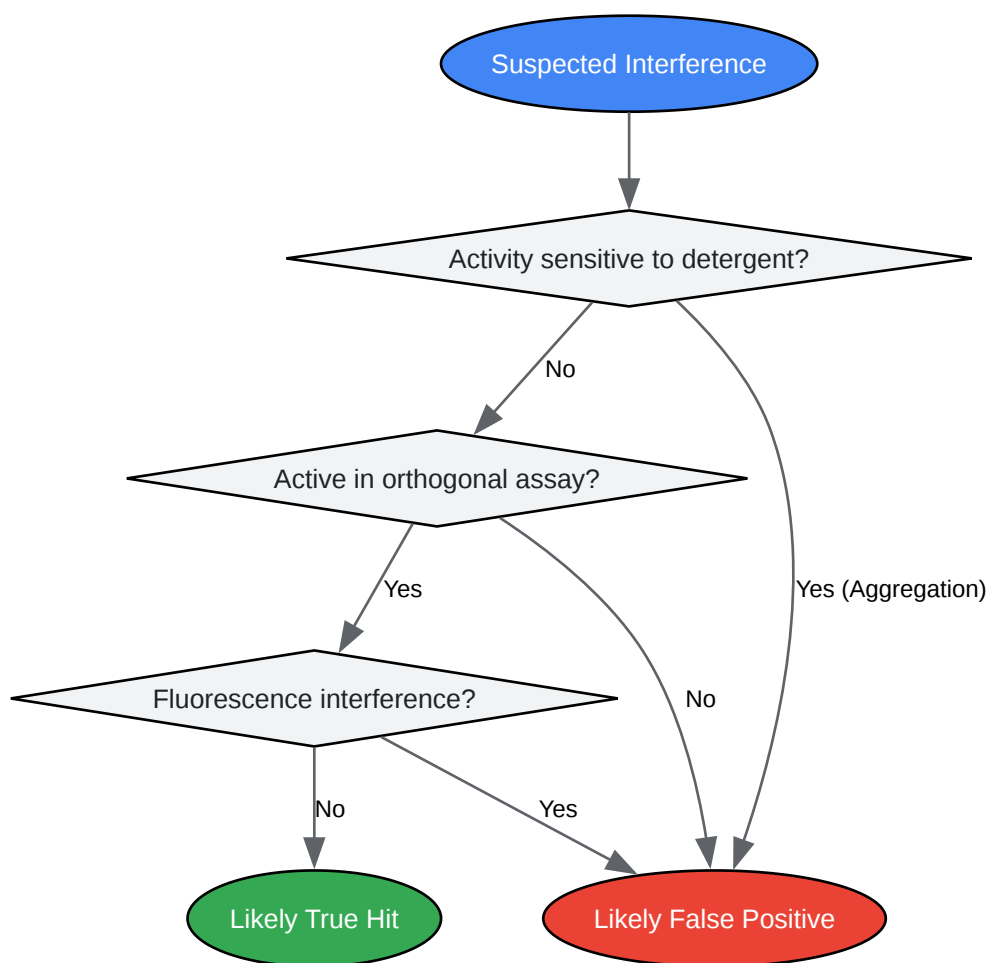 Suspected Interference
Activity sensitive to detergent?
No
Active in orthogonal assay?
Yes
Yes (Aggregation)
Fluorescence interference?
No
No
Yes
Likely True Hit
Likely False Positive